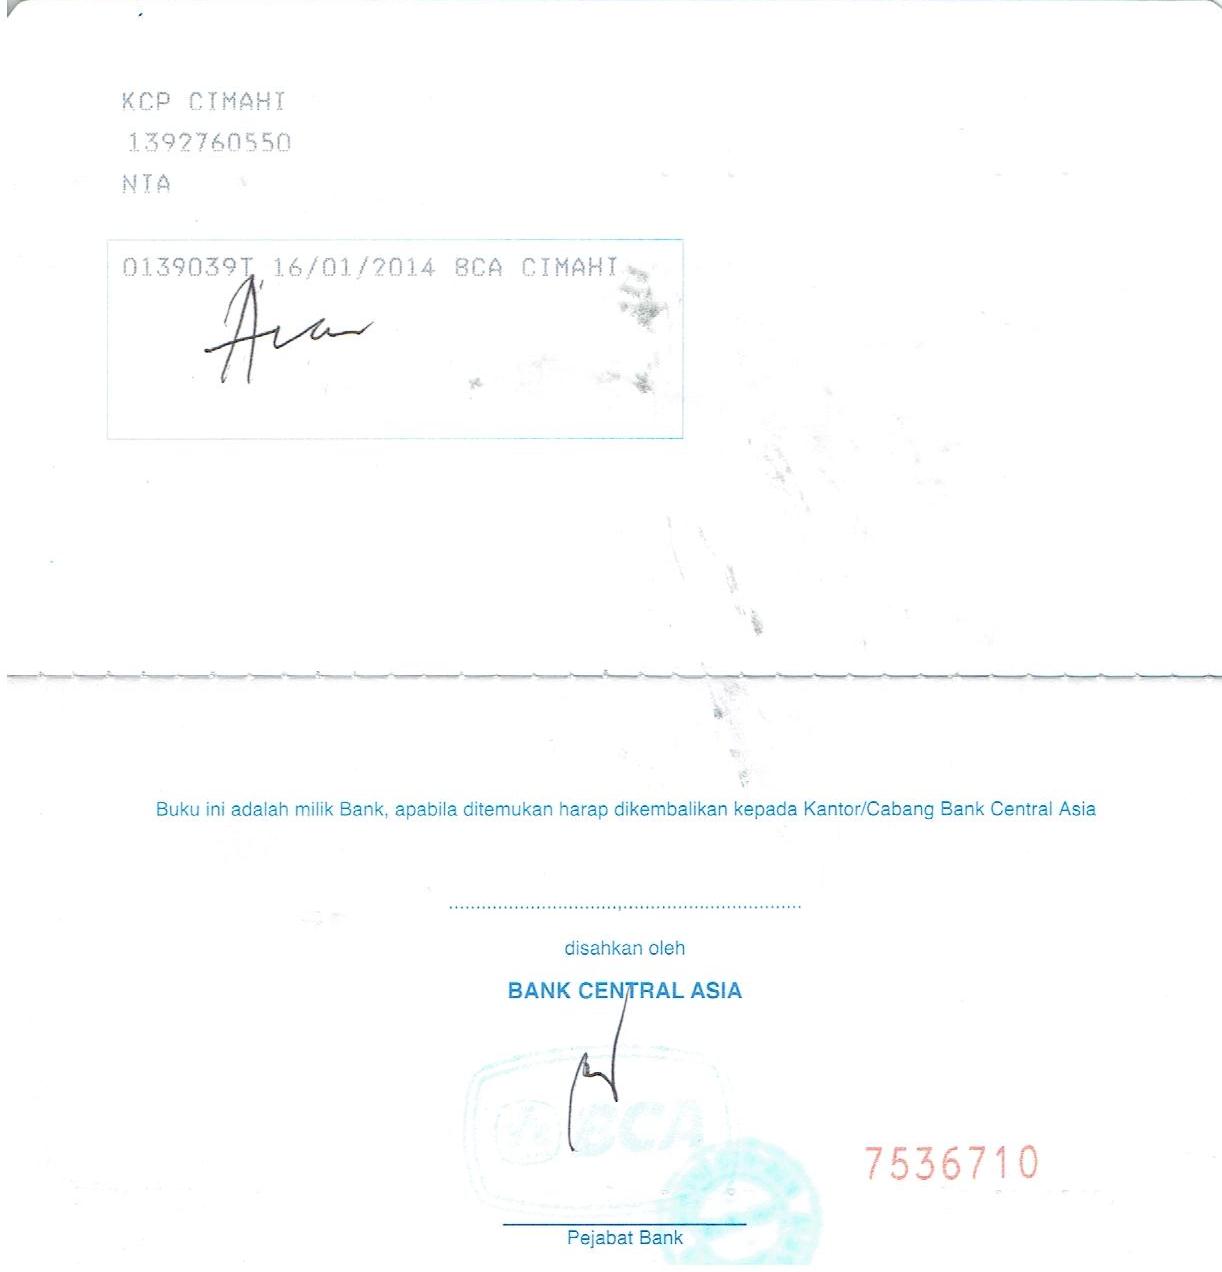 KCP CIMAHI
1392760550
NIA
0139039T 16/01/2014 BCA CIMAHI
Buku ini adalah milik Bank, apabila ditemukan harap dikembalikan kepada Kantor/Cabang Bank Central Asia
disahkan oleh
BANK CENTRAL ASIA
BCA
7536710
Pejabat Bank